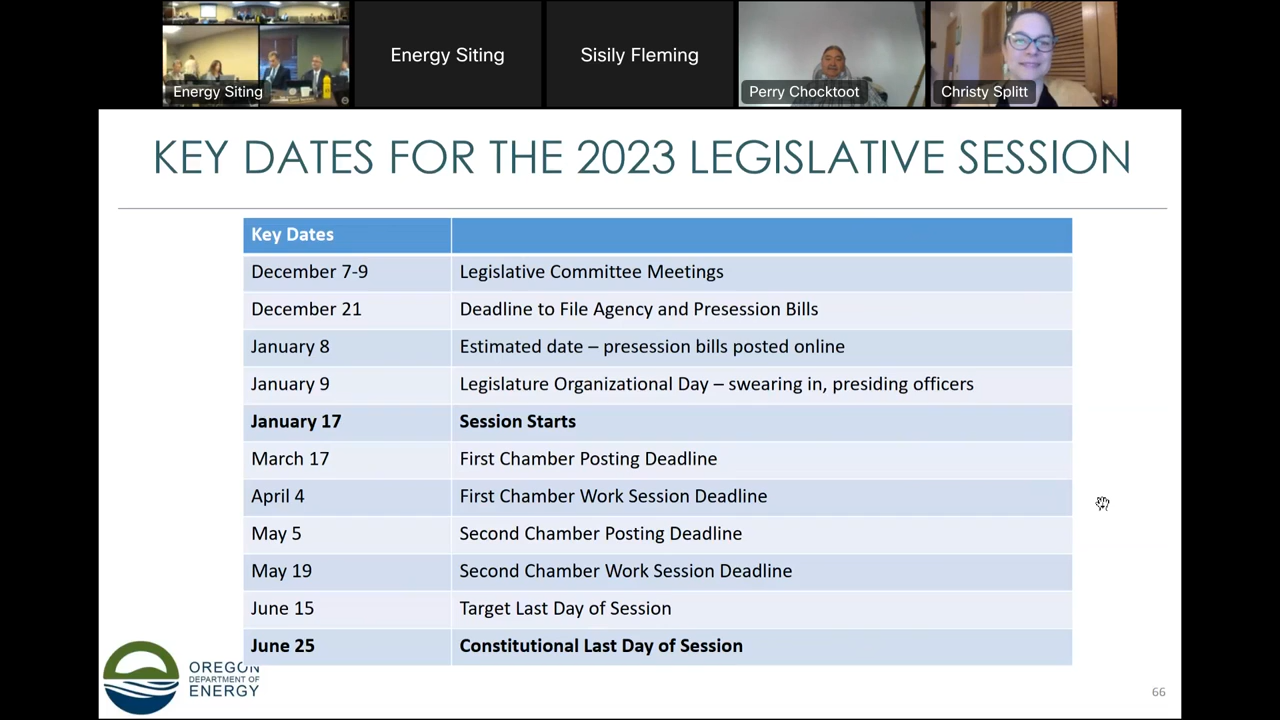 Energy Siting
Sisily Fleming
Energy Siting
Perry Chocktoot
Christy Splitt
KEY DATES FOR THE 2023 LEGISLATIVE SESSION
Key Dates
December 7-9 Legislative Committee Meetings
December 21 Deadline to File Agency and Presession Bills
January 8 Estimated date – presession bills posted online
January 9 Legislature Organizational Day – swearing in, presiding officers
January 17 Session Starts
March 17 First Chamber Posting Deadline
April 4 First Chamber Work Session Deadline
May 5 Second Chamber Posting Deadline
May 19 Second Chamber Work Session Deadline
June 15 Target Last Day of Session
June 25 Constitutional Last Day of Session
OREGON
DEPARTMENT OF
ENERGY
66